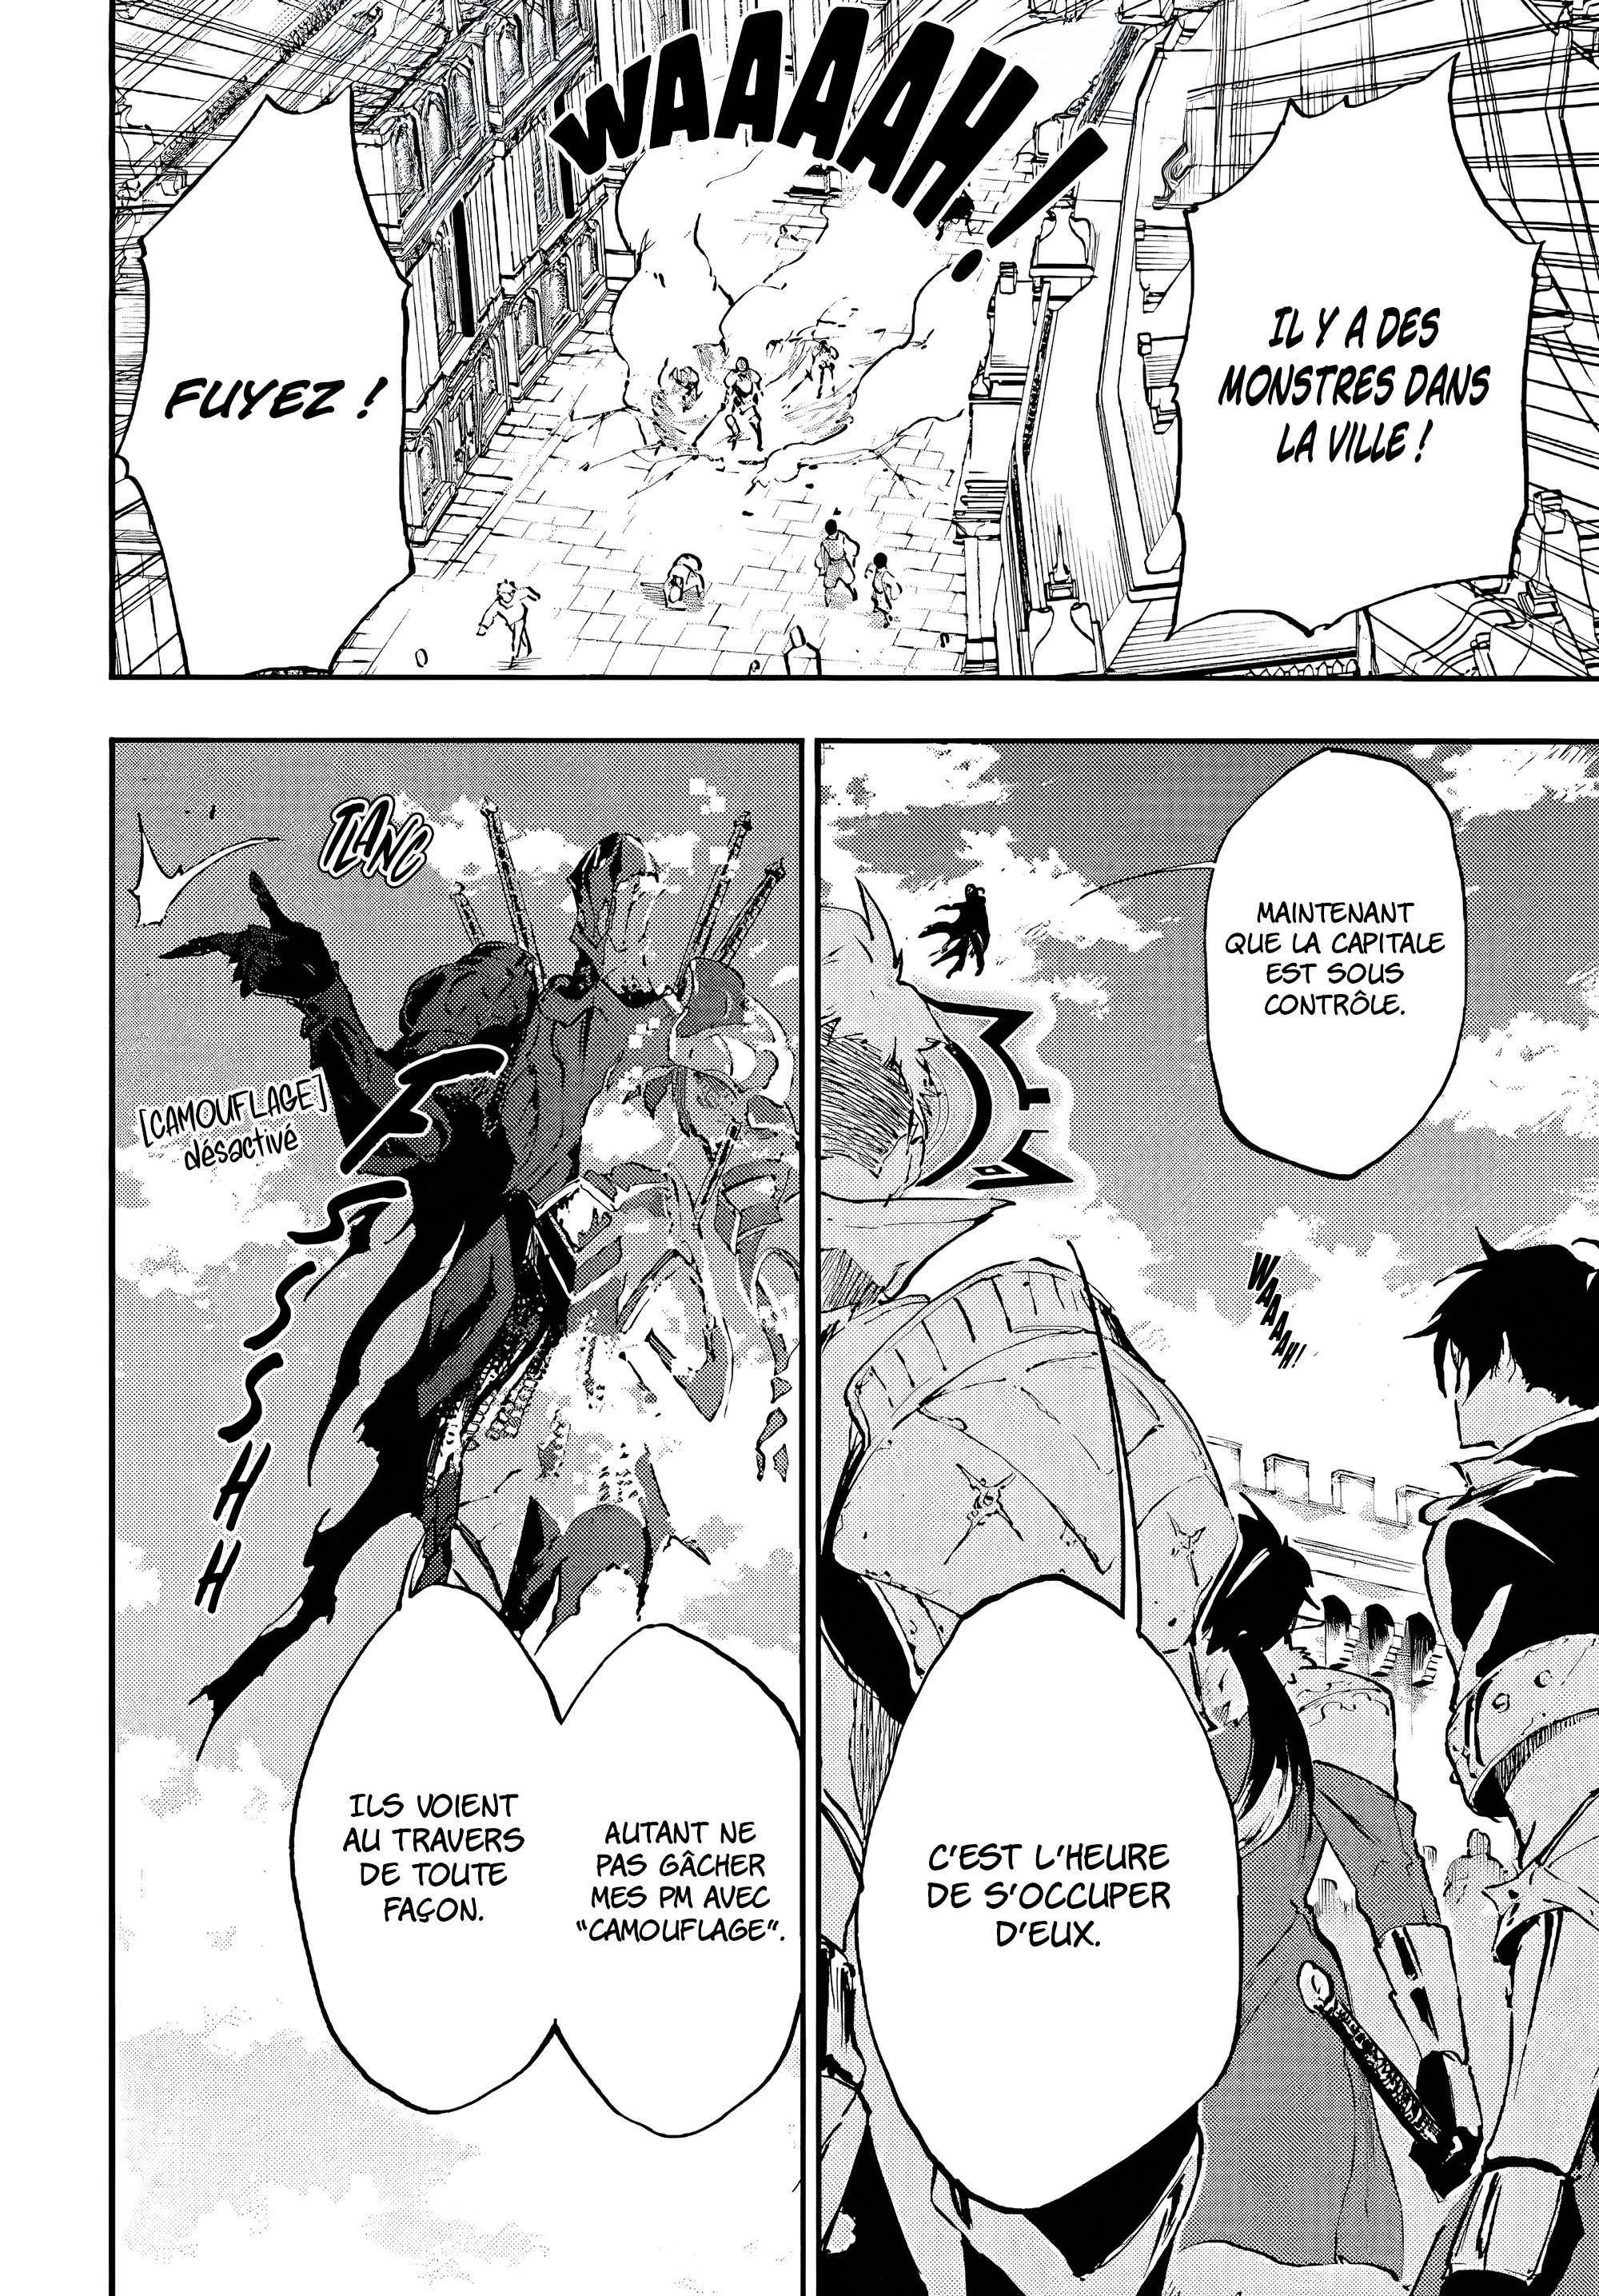 WAAAAH !
IL Y A DES
MONSTRES DANS
LA VILLE !
FUYEZ !
MAINTENANT
QUE LA CAPITALE
EST SOUS
CONTRÔLE.
WAAAAH!
C'EST L'HEURE
DE S'OCCUPER
D'EUX.
TLANC
[CAMOUFLAGE]
désactivé
FSSSHHH
AUTANT NE
PAS GÂCHER
MES PM AVEC
"CAMOUFLAGE".
ILS VOIENT
AU TRAVERS
DE TOUTE
FAÇON.